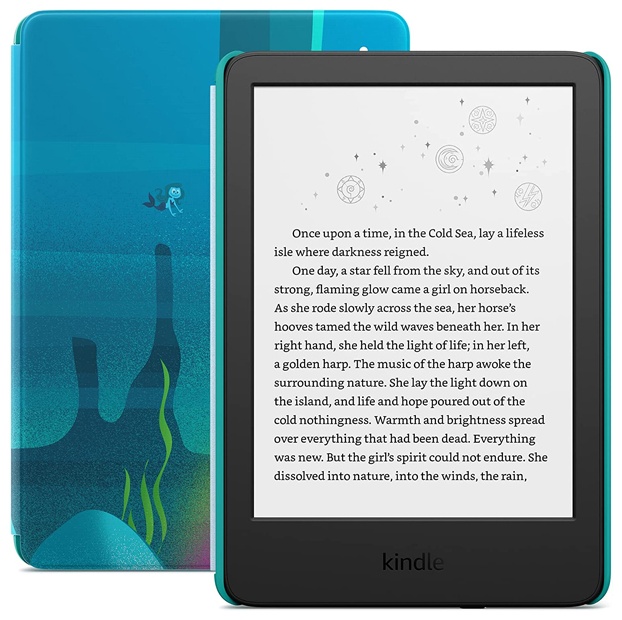 Once upon a time, in the Cold Sea, lay a lifeless
isle where darkness reigned.
One day, a star fell from the sky, and out of its
strong, flaming glow came a girl on horseback.
As she rode slowly across the sea, her horse's
hooves tamed the wild waves beneath her. In her
right hand, she held the light of life; in her left,
a golden harp. The music of the harp awoke the
surrounding nature. She lay the light down on
the island, and life and hope poured out of the
cold nothingness. Warmth and brightness spread
over everything that had been dead. Everything
was new. But the girl's spirit could not endure. She
dissolved into nature, into the winds, the rain,
kindle